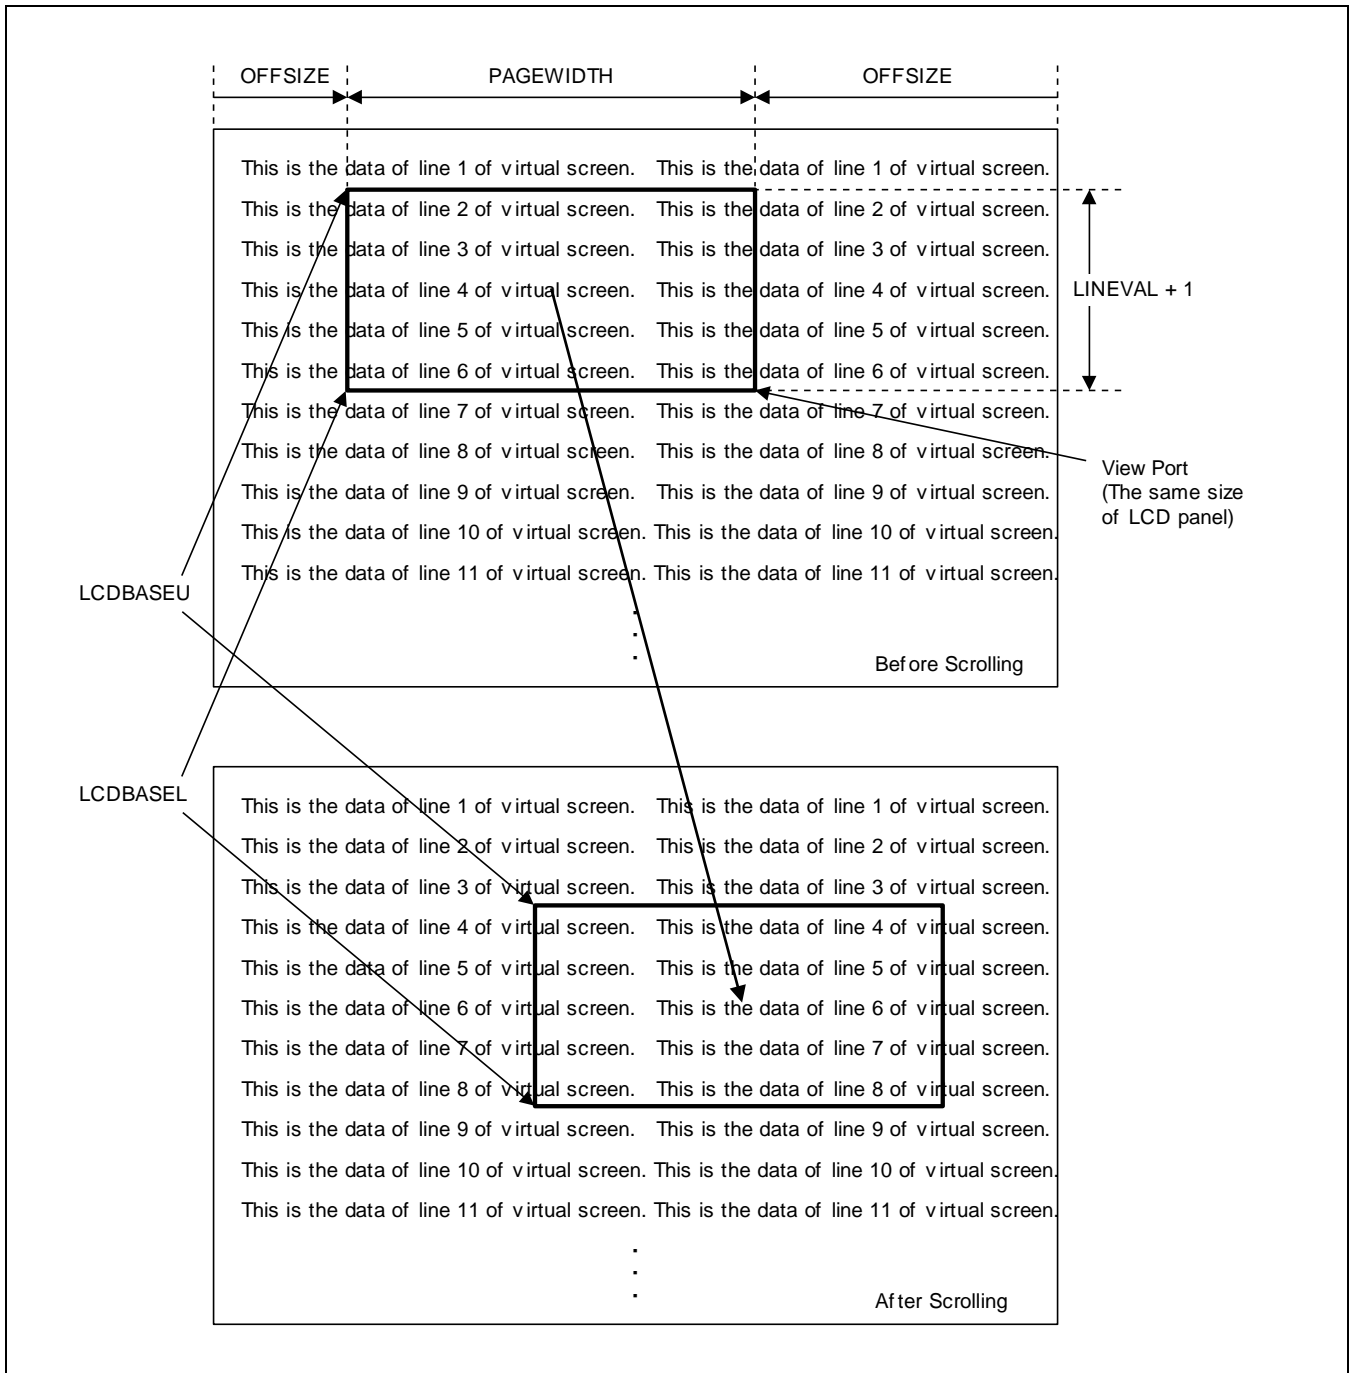 OFFSIZE PAGEWIDTH OFFSIZE
This is the data of line 1 of virtual screen. This is the data of line 1 of virtual screen.
This is the data of line 2 of virtual screen. This is the data of line 2 of virtual screen.
This is the data of line 3 of virtual screen. This is the data of line 3 of virtual screen.
This is the data of line 4 of virtual screen. This is the data of line 4 of virtual screen.
LINEVAL + 1
This is the data of line 5 of virtual screen. This is the data of line 5 of virtual screen.
This is the data of line 6 of virtual screen. This is the data of line 6 of virtual screen.
This is the data of line 7 of virtual screen. This is the data of line 7 of virtual screen.
This is the data of line 8 of virtual screen. This is the data of line 8 of virtual screen.
View Port
(The same size
of LCD panel)
This is the data of line 9 of virtual screen. This is the data of line 9 of virtual screen.
This is the data of line 10 of virtual screen. This is the data of line 10 of virtual screen.
This is the data of line 11 of virtual screen. This is the data of line 11 of virtual screen.
LCDBASEU
.
.
.
Before Scrolling
LCDBASEL
This is the data of line 1 of virtual screen. This is the data of line 1 of virtual screen.
This is the data of line 2 of virtual screen. This is the data of line 2 of virtual screen.
This is the data of line 3 of virtual screen. This is the data of line 3 of virtual screen.
This is the data of line 4 of virtual screen. This is the data of line 4 of virtual screen.
This is the data of line 5 of virtual screen. This is the data of line 5 of virtual screen.
This is the data of line 6 of virtual screen. This is the data of line 6 of virtual screen.
This is the data of line 7 of virtual screen. This is the data of line 7 of virtual screen.
This is the data of line 8 of virtual screen. This is the data of line 8 of virtual screen.
This is the data of line 9 of virtual screen. This is the data of line 9 of virtual screen.
This is the data of line 10 of virtual screen. This is the data of line 10 of virtual screen.
This is the data of line 11 of virtual screen. This is the data of line 11 of virtual screen.
.
.
.
After Scrolling